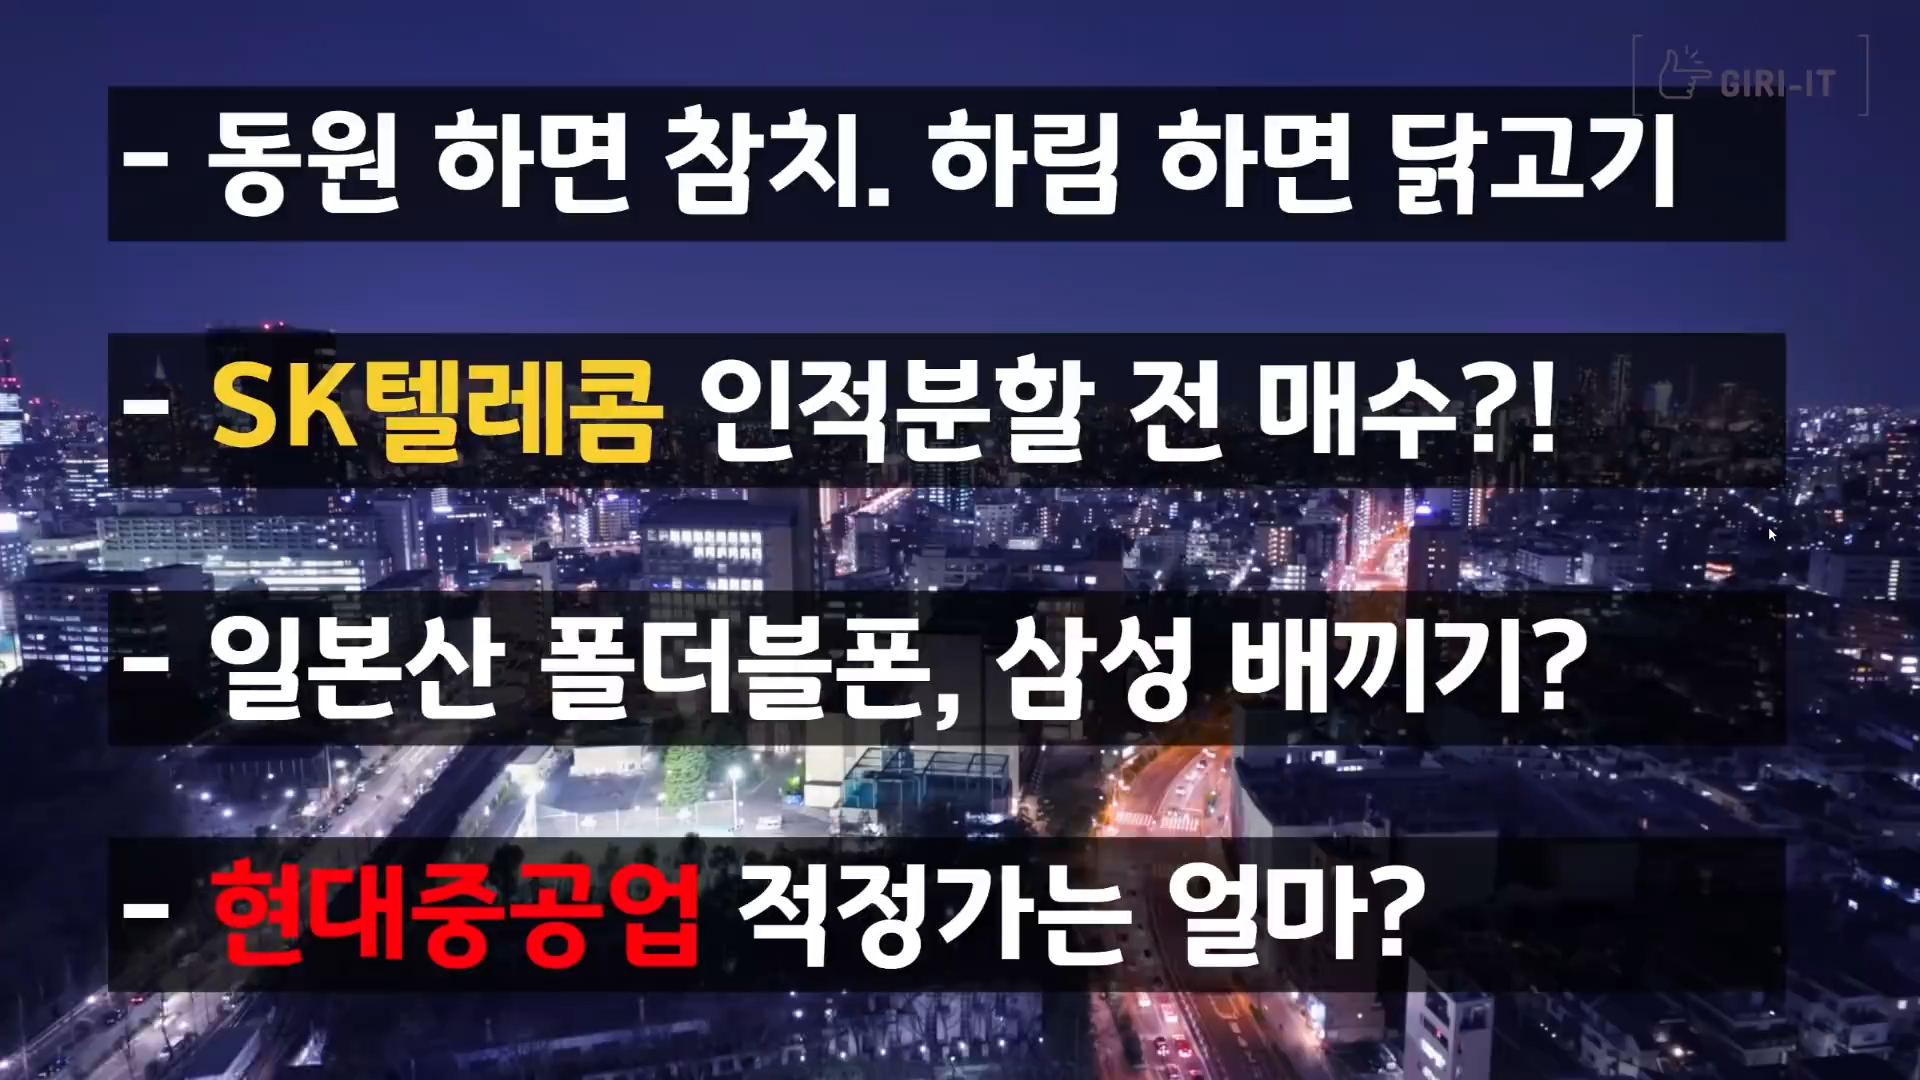 GIRI-IT
- 동원 하면 참치. 하림 하면 닭고기
- SK텔레콤 인적분할 전 매수?!
- 일본산 폴더블폰, 삼성 배끼기?
- 현대중공업 적정가는 얼마?